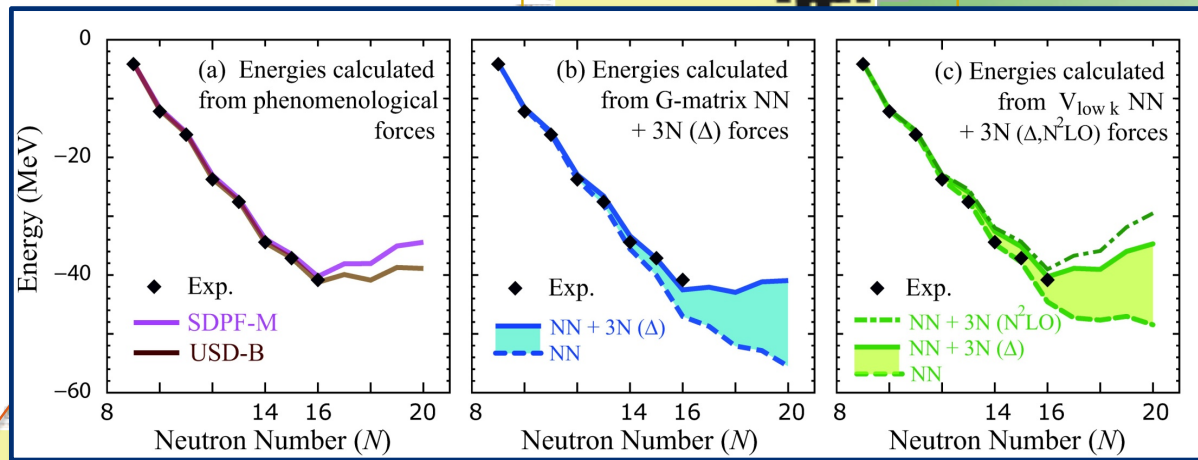 0
−20
−40
−60
Energy (MeV)
(a) Energies calculated
from phenomenological
forces
Exp.
SDPF-M
USD-B
8
14
16
20
Neutron Number (N)
(b) Energies calculated
from G-matrix NN
+ 3N (Δ) forces
Exp.
NN + 3N (Δ)
NN
8
14
16
20
Neutron Number (N)
(c) Energies calculated
from V low k NN
+ 3N (Δ,N²LO) forces
Exp.
NN + 3N (N²LO)
NN + 3N (Δ)
NN
8
14
16
20
Neutron Number (N)